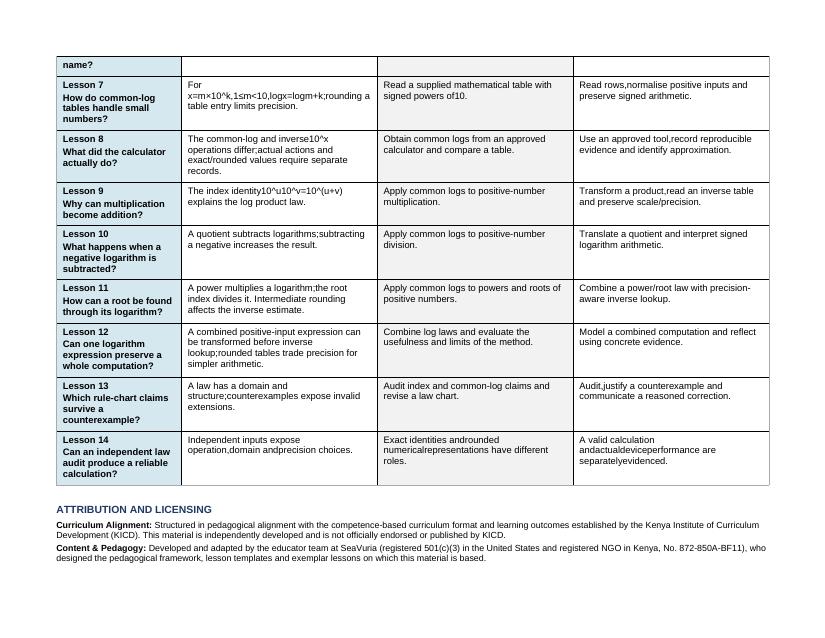 name?
Lesson 7
How do common-log
tables handle small
numbers?
For
x=m×10^k,1≤m<10,logx=logm+k;rounding a
table entry limits precision.
Read a supplied mathematical table with
signed powers of10.
Read rows,normalise positive inputs and
preserve signed arithmetic.
Lesson 8
What did the calculator
actually do?
The common-log and inverse10^x
operations differ;actual actions and
exact/rounded values require separate
records.
Obtain common logs from an approved
calculator and compare a table.
Use an approved tool,record reproducible
evidence and identify approximation.
Lesson 9
Why can multiplication
become addition?
The index identity10^u10^v=10^(u+v)
explains the log product law.
Apply common logs to positive-number
multiplication.
Transform a product,read an inverse table
and preserve scale/precision.
Lesson 10
What happens when a
negative logarithm is
subtracted?
A quotient subtracts logarithms;subtracting
a negative increases the result.
Apply common logs to positive-number
division.
Translate a quotient and interpret signed
logarithm arithmetic.
Lesson 11
How can a root be found
through its logarithm?
A power multiplies a logarithm;the root
index divides it. Intermediate rounding
affects the inverse estimate.
Apply common logs to powers and roots of
positive numbers.
Combine a power/root law with precision-
aware inverse lookup.
Lesson 12
Can one logarithm
expression preserve a
whole computation?
A combined positive-input expression can
be transformed before inverse
lookup;rounded tables trade precision for
simpler arithmetic.
Combine log laws and evaluate the
usefulness and limits of the method.
Model a combined computation and reflect
using concrete evidence.
Lesson 13
Which rule-chart claims
survive a
counterexample?
A law has a domain and
structure;counterexamples expose invalid
extensions.
Audit index and common-log claims and
revise a law chart.
Audit,justify a counterexample and
communicate a reasoned correction.
Lesson 14
Can an independent law
audit produce a reliable
calculation?
Independent inputs expose
operation,domain andprecision choices.
Exact identities androunded
numericalrepresentations have different
roles.
A valid calculation
andactualdeviceperformance are
separatelyevidenced.
ATTRIBUTION AND LICENSING
Curriculum Alignment: Structured in pedagogical alignment with the competence-based curriculum format and learning outcomes established by the Kenya Institute of Curriculum
Development (KICD). This material is independently developed and is not officially endorsed or published by KICD.
Content & Pedagogy: Developed and adapted by the educator team at SeaVuria (registered 501(c)(3) in the United States and registered NGO in Kenya, No. 872-850A-BF11), who
designed the pedagogical framework, lesson templates and exemplar lessons on which this material is based.